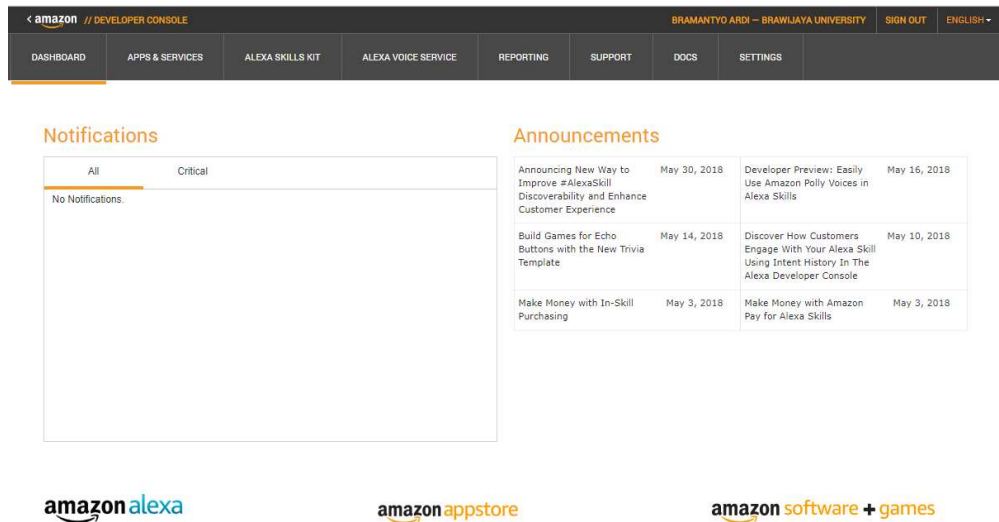 < amazon // DEVELOPER CONSOLE BRAMANTYO ARDI — BRAWIJAYA UNIVERSITY SIGN OUT ENGLISH
DASHBOARD APPS & SERVICES ALEXA SKILLS KIT ALEXA VOICE SERVICE REPORTING SUPPORT DOCS SETTINGS
Notifications
All Critical
No Notifications.
Announcements
Announcing New Way to May 30, 2018
Improve #AlexaSkill
Discoverability and Enhance
Customer Experience
Developer Preview: Easily May 16, 2018
Use Amazon Polly Voices in
Alexa Skills
Build Games for Echo May 14, 2018
Buttons with the New Trivia
Template
Discover How Customers May 10, 2018
Engage With Your Alexa Skill
Using Intent History In The
Alexa Developer Console
Make Money with In-Skill May 3, 2018
Purchasing
Make Money with Amazon May 3, 2018
Pay for Alexa Skills
amazon alexa
amazon appstore
amazon software + games